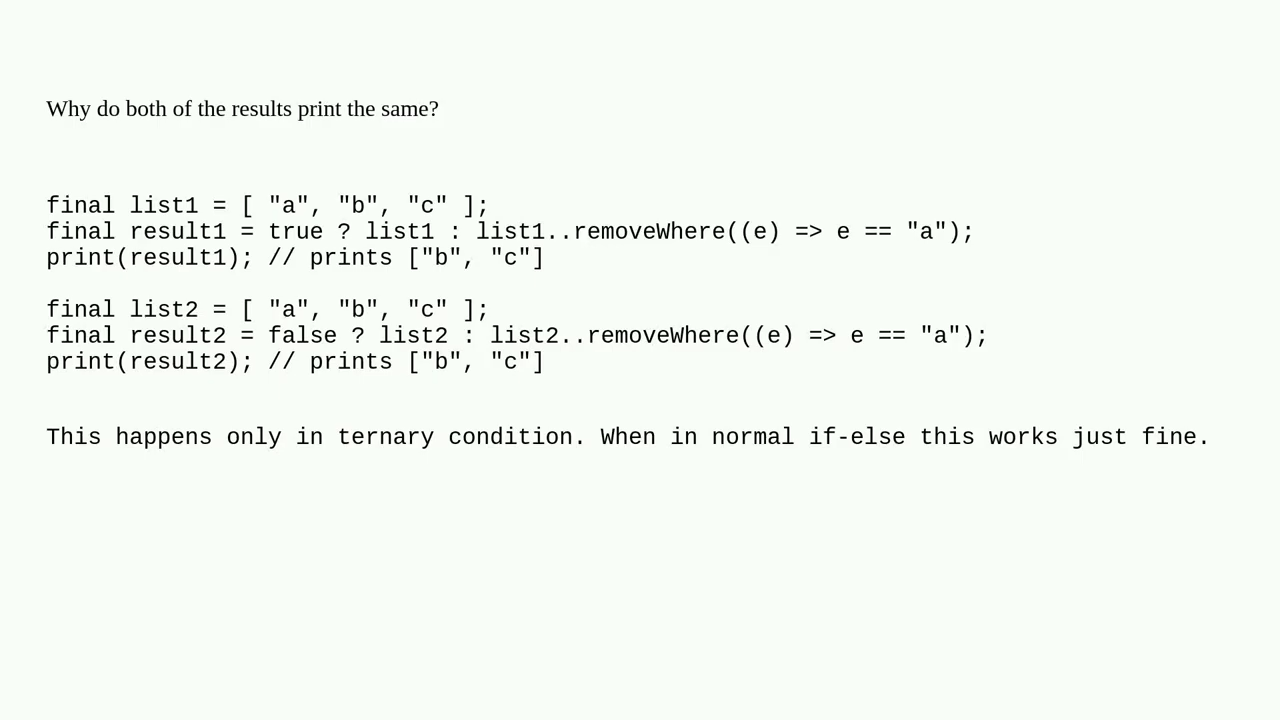 Why do both of the results print the same?
final list1 = [ "a", "b", "c" ];
final result1 = true ? list1 : list1..removeWhere((e) => e == "a");
print(result1); // prints ["b", "c"]
final list2 = [ "a", "b", "c" ];
final result2 = false ? list2 : list2..removeWhere((e) => e == "a");
print(result2); // prints ["b", "c"]
This happens only in ternary condition. When in normal if-else this works just fine.